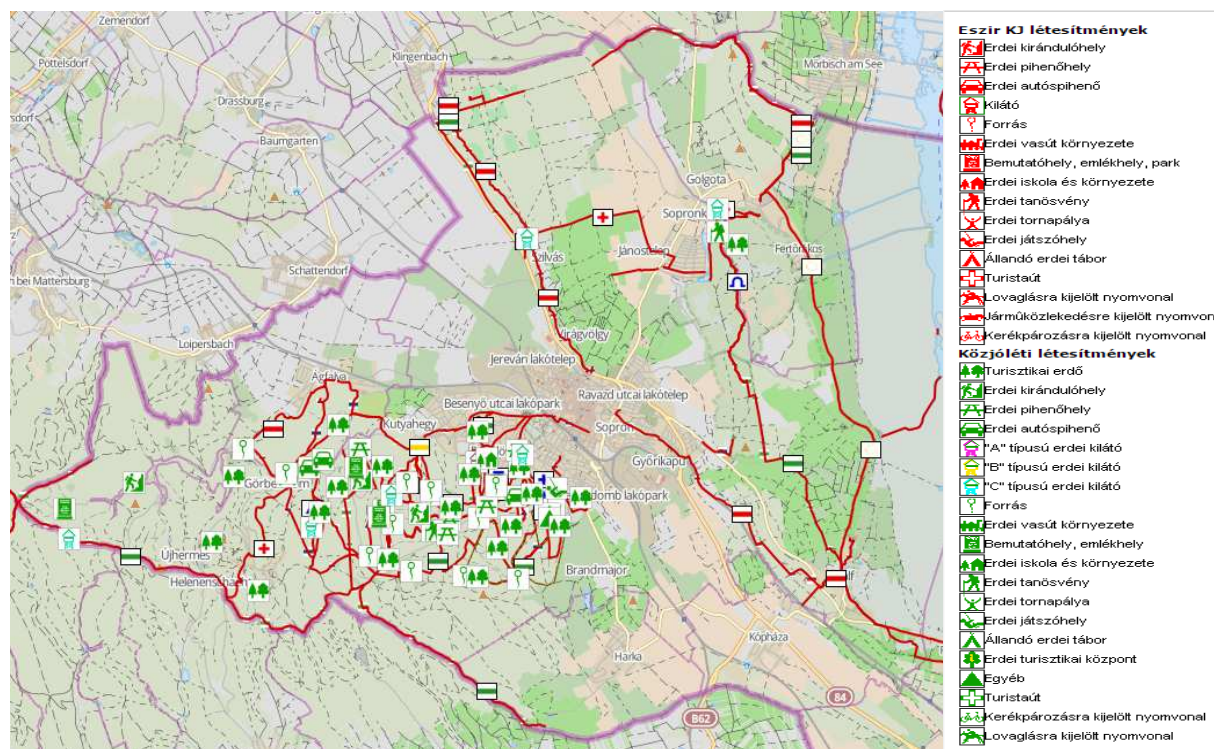 Zemendorf
Pöttelsdorf
Klingenbach
Mörbisch am See
Drassburg
Baumgarten
Golgota
Sopronk
Jánostelep
Szilvás
Fertőrákos
bei Mattersburg
Schattendorf
Virágvölgy
Loipersbach
Jereván lakótelep
Ágfalva
Besenyő utcai lakópark
Ravazd utcai lakótelep
Kutyahegy
Sopron
Győrikapu
domb lakópark
Újhermes
Helenenschacht
Brandmajor
Kópháza
Harka
84
B62
Eszir KJ létesítmények
Erdei kirándulóhely
Erdei pihenőhely
Erdei autóspihenő
Kilátó
Forrás
Erdei vasút környezete
Bemutatóhely, emlékhely, park
Erdei iskola és környezete
Erdei tanösvény
Erdei tornapálya
Erdei játszóhely
Állandó erdei tábor
Turistaút
Lovaglásra kijelölt nyomvonal
Jármûközlekedésre kijelölt nyomvon
Kerékpározásra kijelölt nyomvonal
Közjóléti létesítmények
Turisztikai erdő
Erdei kirándulóhely
Erdei pihenőhely
Erdei autóspihenő
"A" típusú erdei kilátó
"B" típusú erdei kilátó
"C" típusú erdei kilátó
Forrás
Erdei vasút környezete
Bemutatóhely, emlékhely
Erdei iskola és környezete
Erdei tanösvény
Erdei tornapálya
Erdei játszóhely
Állandó erdei tábor
Erdei turisztikai központ
Egyéb
Turistaút
Kerékpározásra kijelölt nyomvonal
Lovaglásra kijelölt nyomvonal